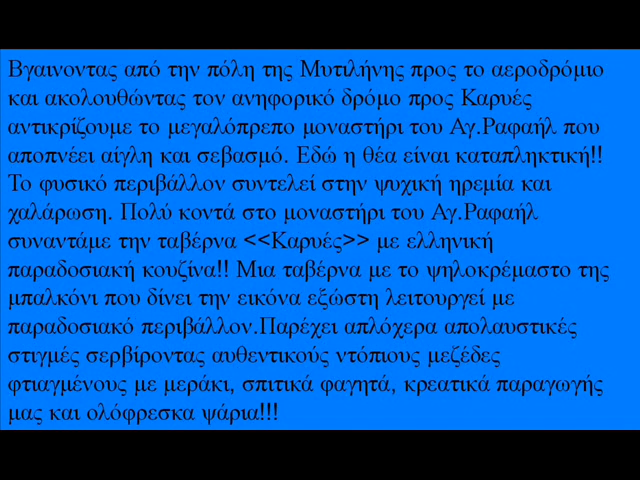 Βγαινοντας από την πόλη της Μυτιλήνης προς το αεροδρόμιο
και ακολουθώντας τον ανηφορικό δρόμο προς Καρυές
αντικρίζουμε το μεγαλόπρεπο μοναστήρι του Αγ.Ραφαήλ που
αποπνέει αίγλη και σεβασμό. Εδώ η θέα είναι καταπληκτική!!
Το φυσικό περιβάλλον συντελεί στην ψυχική ηρεμία και
χαλάρωση. Πολύ κοντά στο μοναστήρι του Αγ.Ραφαήλ
συναντάμε την ταβέρνα <<Καρυές>> με ελληνική
παραδοσιακή κουζίνα!! Μια ταβέρνα με το ψηλοκρέμαστο της
μπαλκόνι που δίνει την εικόνα εξώστη λειτουργεί με
παραδοσιακό περιβάλλον.Παρέχει απλόχερα απολαυστικές
στιγμές σερβίροντας αυθεντικούς ντόπιους μεζέδες
φτιαγμένους με μεράκι, σπιτικά φαγητά, κρεατικά παραγωγής
μας και ολόφρεσκα ψάρια!!!